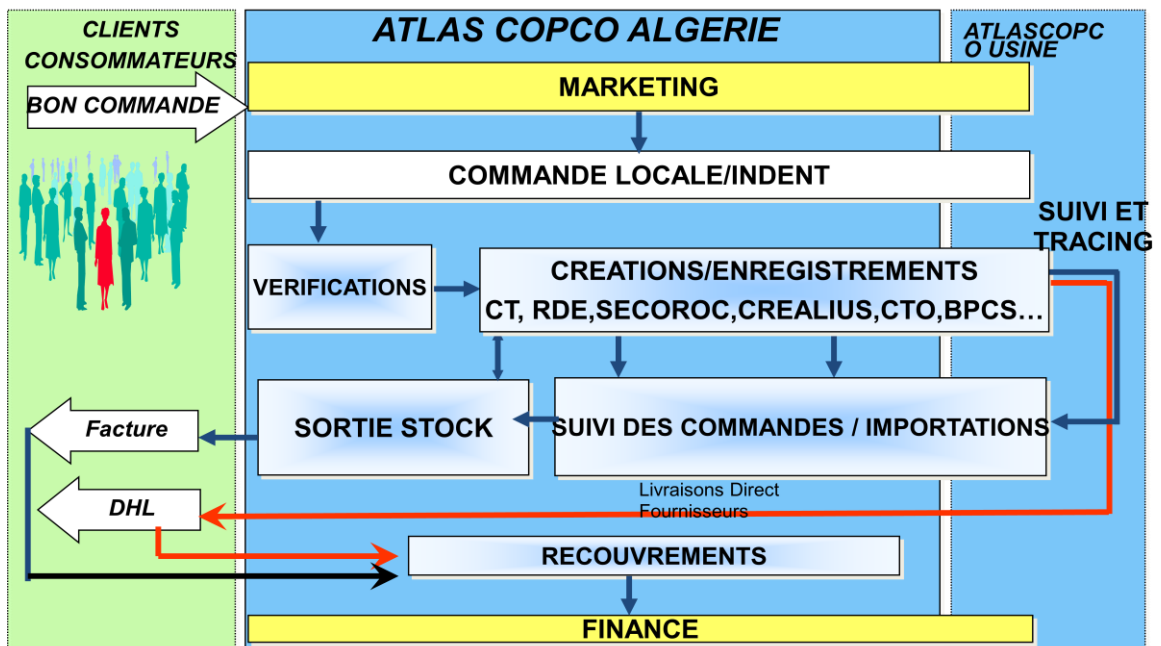 CLIENTS
CONSOMMATEURS
ATLAS COPCO ALGERIE
ATLASCOPC
O USINE
BON COMMANDE
MARKETING
COMMANDE LOCALE/INDENT
SUIVI ET
TRACING
VERIFICATIONS
CREATIONS/ENREGISTREMENTS
CT, RDE,SECOROC,CREALIUS,CTO,BPCS...
Facture
SORTIE STOCK
SUIVI DES COMMANDES / IMPORTATIONS
DHL
Livraisons Direct
Fournisseurs
RECOUVREMENTS
FINANCE